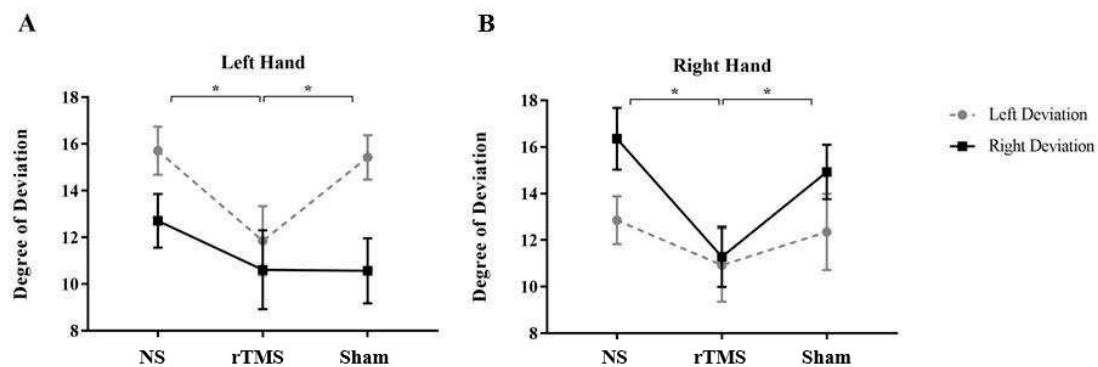 A
Left Hand
* *
Degree of Deviation
18
16
14
12
10
8
NS rTMS Sham
B
Right Hand
* *
Degree of Deviation
18
16
14
12
10
8
NS rTMS Sham
Left Deviation
Right Deviation